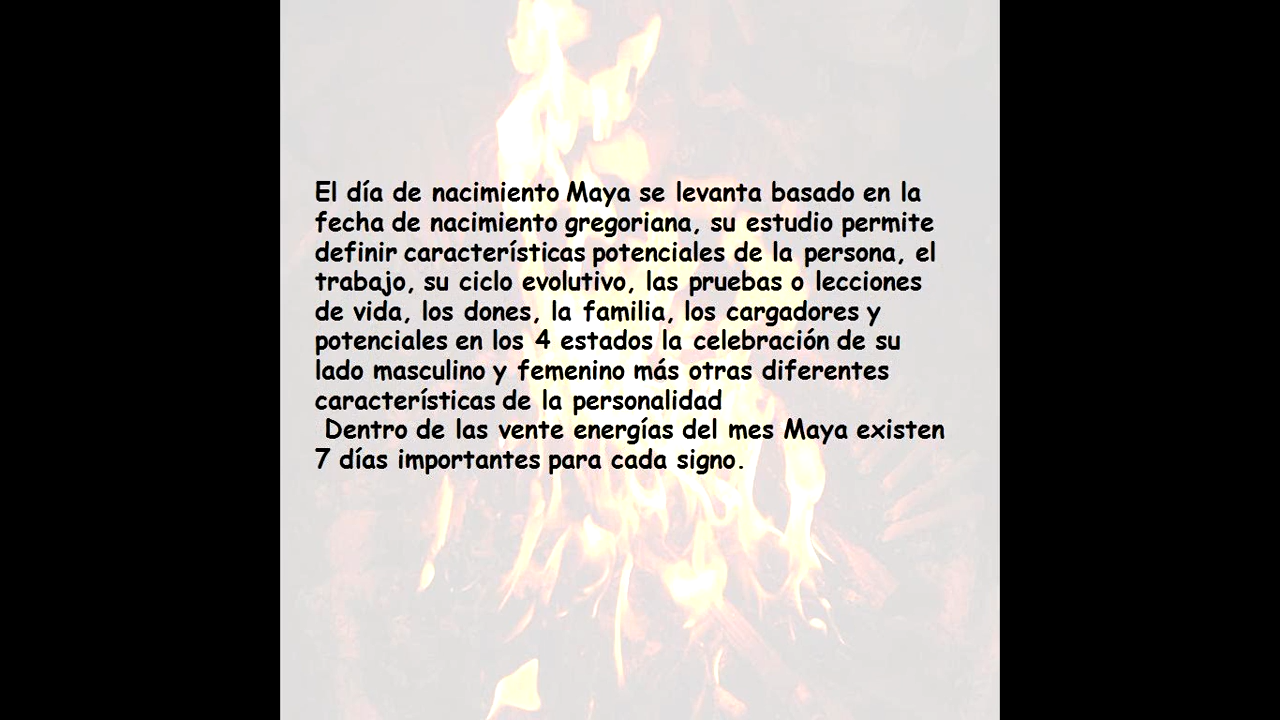 El día de nacimiento Maya se levanta basado en la
fecha de nacimiento gregoriana, su estudio permite
definir características potenciales de la persona, el
trabajo, su ciclo evolutivo, las pruebas o lecciones
de vida, los dones, la familia, los cargadores y
potenciales en los 4 estados la celebración de su
lado masculino y femenino más otras diferentes
características de la personalidad
Dentro de las vente energías del mes Maya existen
7 días importantes para cada signo.